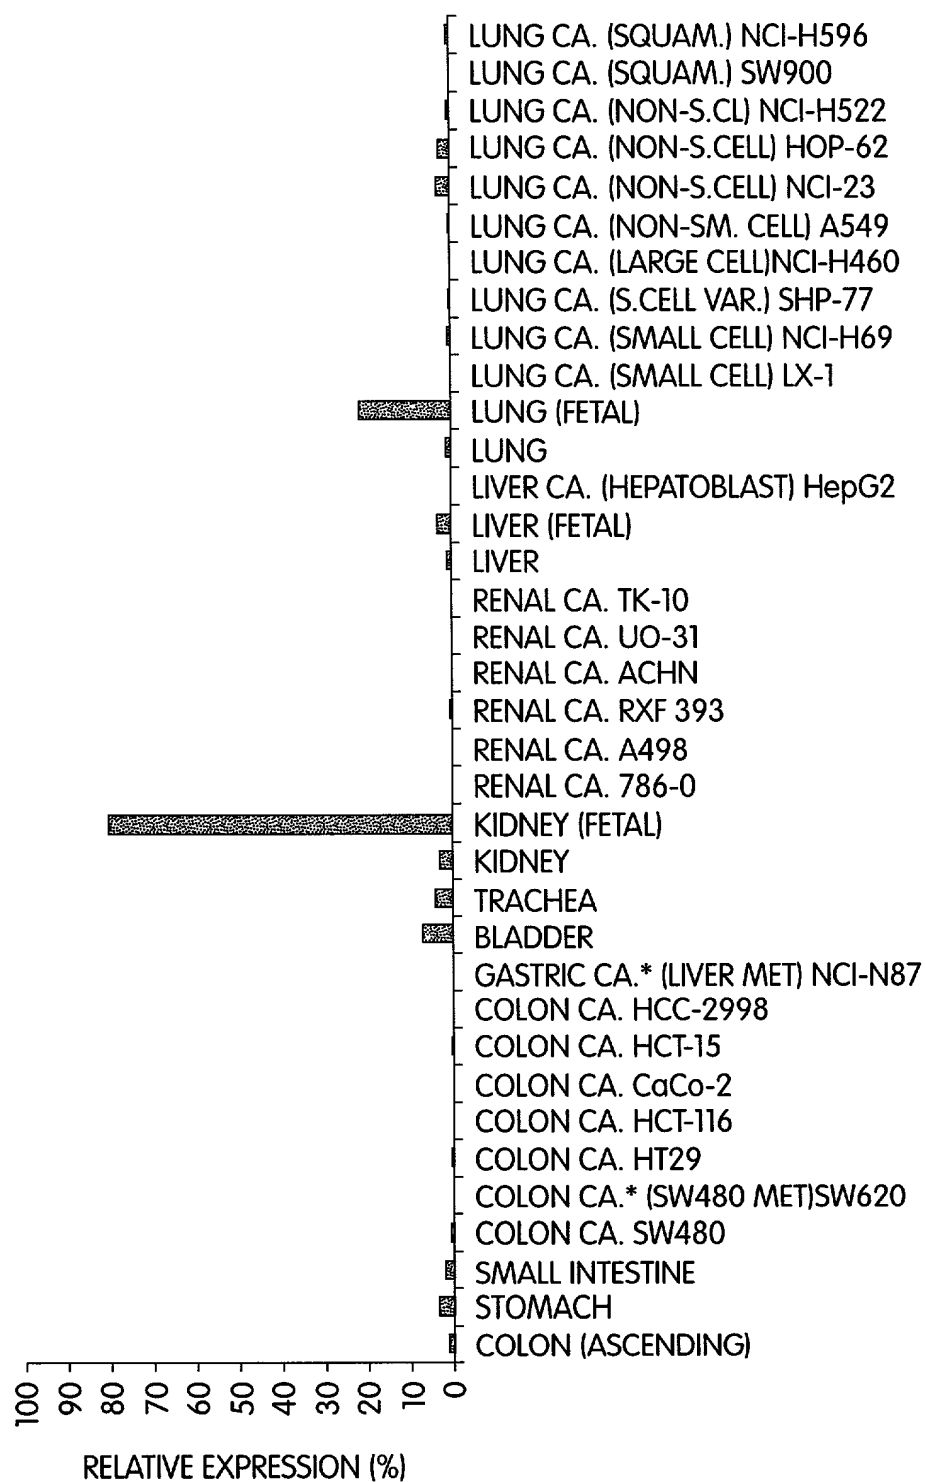 LUNG CA. (SQUAM.) NCI-H596
LUNG CA. (SQUAM.) SW900
LUNG CA. (NON-S.CL) NCI-H522
LUNG CA. (NON-S.CELL) HOP-62
LUNG CA. (NON-S.CELL) NCI-23
LUNG CA. (NON-SM. CELL) A549
LUNG CA. (LARGE CELL)NCI-H460
LUNG CA. (S.CELL VAR.) SHP-77
LUNG CA. (SMALL CELL) NCI-H69
LUNG CA. (SMALL CELL) LX-1
LUNG (FETAL)
LUNG
LIVER CA. (HEPATOBLAST) HepG2
LIVER (FETAL)
LIVER
RENAL CA. TK-10
RENAL CA. UO-31
RENAL CA. ACHN
RENAL CA. RXF 393
RENAL CA. A498
RENAL CA. 786-0
KIDNEY (FETAL)
KIDNEY
TRACHEA
BLADDER
GASTRIC CA.* (LIVER MET) NCI-N87
COLON CA. HCC-2998
COLON CA. HCT-15
COLON CA. CaCo-2
COLON CA. HCT-116
COLON CA. HT29
COLON CA.* (SW480 MET)SW620
COLON CA. SW480
SMALL INTESTINE
STOMACH
COLON (ASCENDING)
100 90 80 70 60 50 40 30 20 10 0
RELATIVE EXPRESSION (%)